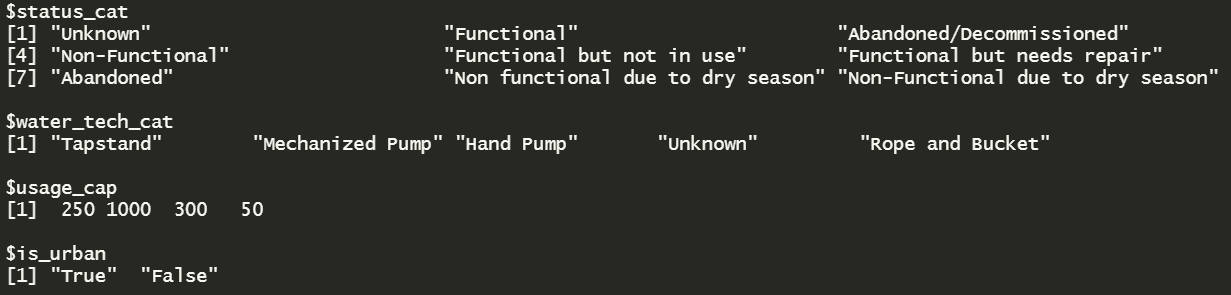 $status_cat
[1] "Unknown" "Functional" "Abandoned/Decommissioned"
[4] "Non-Functional" "Functional but not in use" "Functional but needs repair"
[7] "Abandoned" "Non functional due to dry season" "Non-Functional due to dry season"
$water_tech_cat
[1] "Tapstand" "Mechanized Pump" "Hand Pump" "Unknown" "Rope and Bucket"
$usage_cap
[1] 250 1000 300 50
$is_urban
[1] "True" "False"